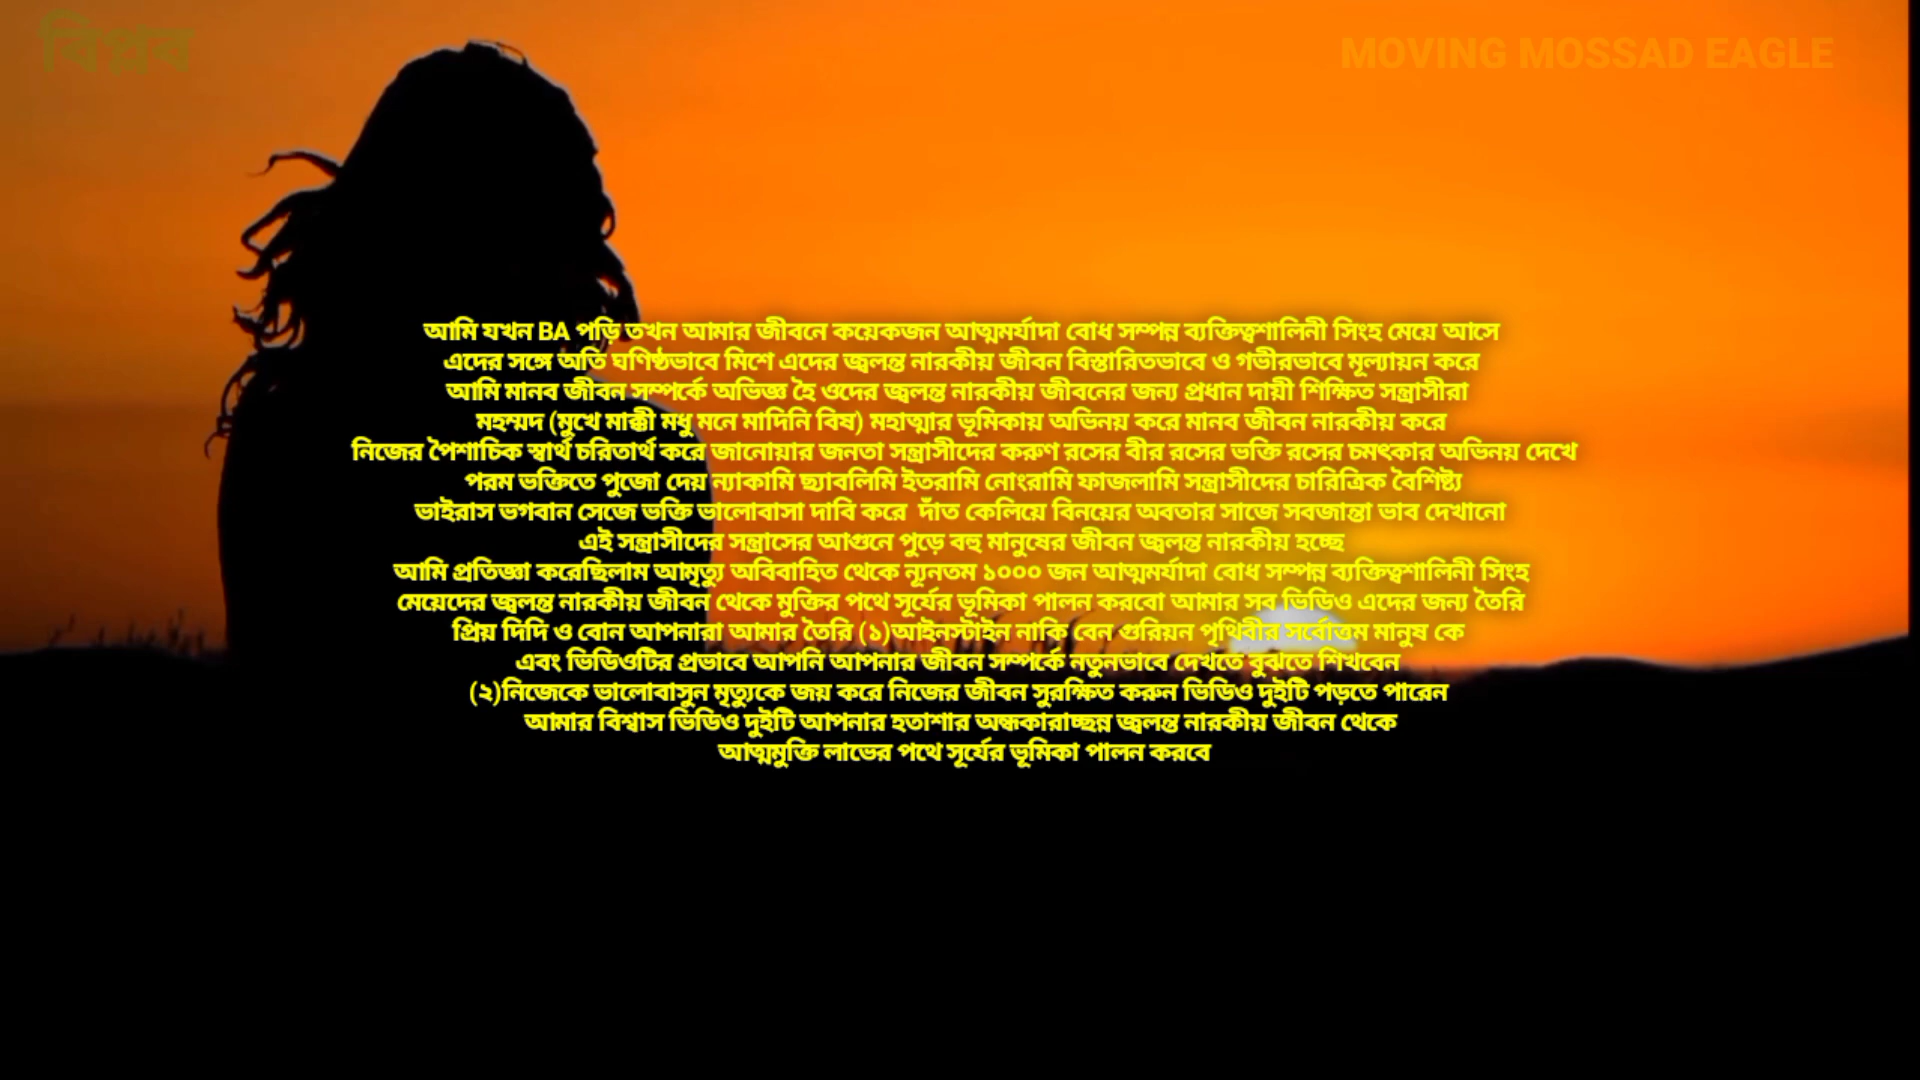 বিপ্লব
MOVING MOSSAD EAGLE
আমি যখন BA পড়ি তখন আমার জীবনে কয়েকজন আত্মমর্যাদা বোধ সম্পন্ন ব্যক্তিত্বশালিনী সিংহ মেয়ে আসে
এদের সঙ্গে অতি ঘণিষ্ঠভাবে মিশে এদের জ্বলন্ত নারকীয় জীবন বিস্তারিতভাবে ও গভীরভাবে মূল্যায়ন করে
আমি মানব জীবন সম্পর্কে অভিজ্ঞ হৈ ওদের জ্বলন্ত নারকীয় জীবনের জন্য প্রধান দায়ী শিক্ষিত সন্ত্রাসীরা
মহম্মদ (মুখে মাক্কী মধু মনে মাদিনি বিষ) মহাত্মার ভূমিকায় অভিনয় করে মানব জীবন নারকীয় করে
নিজের পৈশাচিক স্বার্থ চরিতার্থ করে জানোয়ার জনতা সন্ত্রাসীদের করুণ রসের বীর রসের ভক্তি রসের চমৎকার অভিনয় দেখে
পরম ভক্তিতে পুজো দেয় ন্যাকামি ছ্যাবলিমি ইতরামি নোংরামি ফাজলামি সন্ত্রাসীদের চারিত্রিক বৈশিষ্ট্য
ভাইরাস ভগবান সেজে ভক্তি ভালোবাসা দাবি করে দাঁত কেলিয়ে বিনয়ের অবতার সাজে সবজান্তা ভাব দেখানো
এই সন্ত্রাসীদের সন্ত্রাসের আগুনে পুড়ে বহু মানুষের জীবন জ্বলন্ত নারকীয় হচ্ছে
আমি প্রতিজ্ঞা করেছিলাম আমৃত্যু অবিবাহিত থেকে ন্যূনতম ১০০০ জন আত্মমর্যাদা বোধ সম্পন্ন ব্যক্তিত্বশালিনী সিংহ
মেয়েদের জ্বলন্ত নারকীয় জীবন থেকে মুক্তির পথে সূর্যের ভূমিকা পালন করবো আমার সব ভিডিও এদের জন্য তৈরি
প্রিয় দিদি ও বোন আপনারা আমার তৈরি (১)আইনস্টাইন নাকি বেন গুরিয়ন পৃথিবীর সর্বোত্তম মানুষ কে
এবং ভিডিওটির প্রভাবে আপনি আপনার জীবন সম্পর্কে নতুনভাবে দেখতে বুঝতে শিখবেন
(২)নিজেকে ভালোবাসুন মৃত্যুকে জয় করে নিজের জীবন সুরক্ষিত করুন ভিডিও দুইটি পড়তে পারেন
আমার বিশ্বাস ভিডিও দুইটি আপনার হতাশার অন্ধকারাচ্ছন্ন জ্বলন্ত নারকীয় জীবন থেকে
আত্মমুক্তি লাভের পথে সূর্যের ভূমিকা পালন করবে